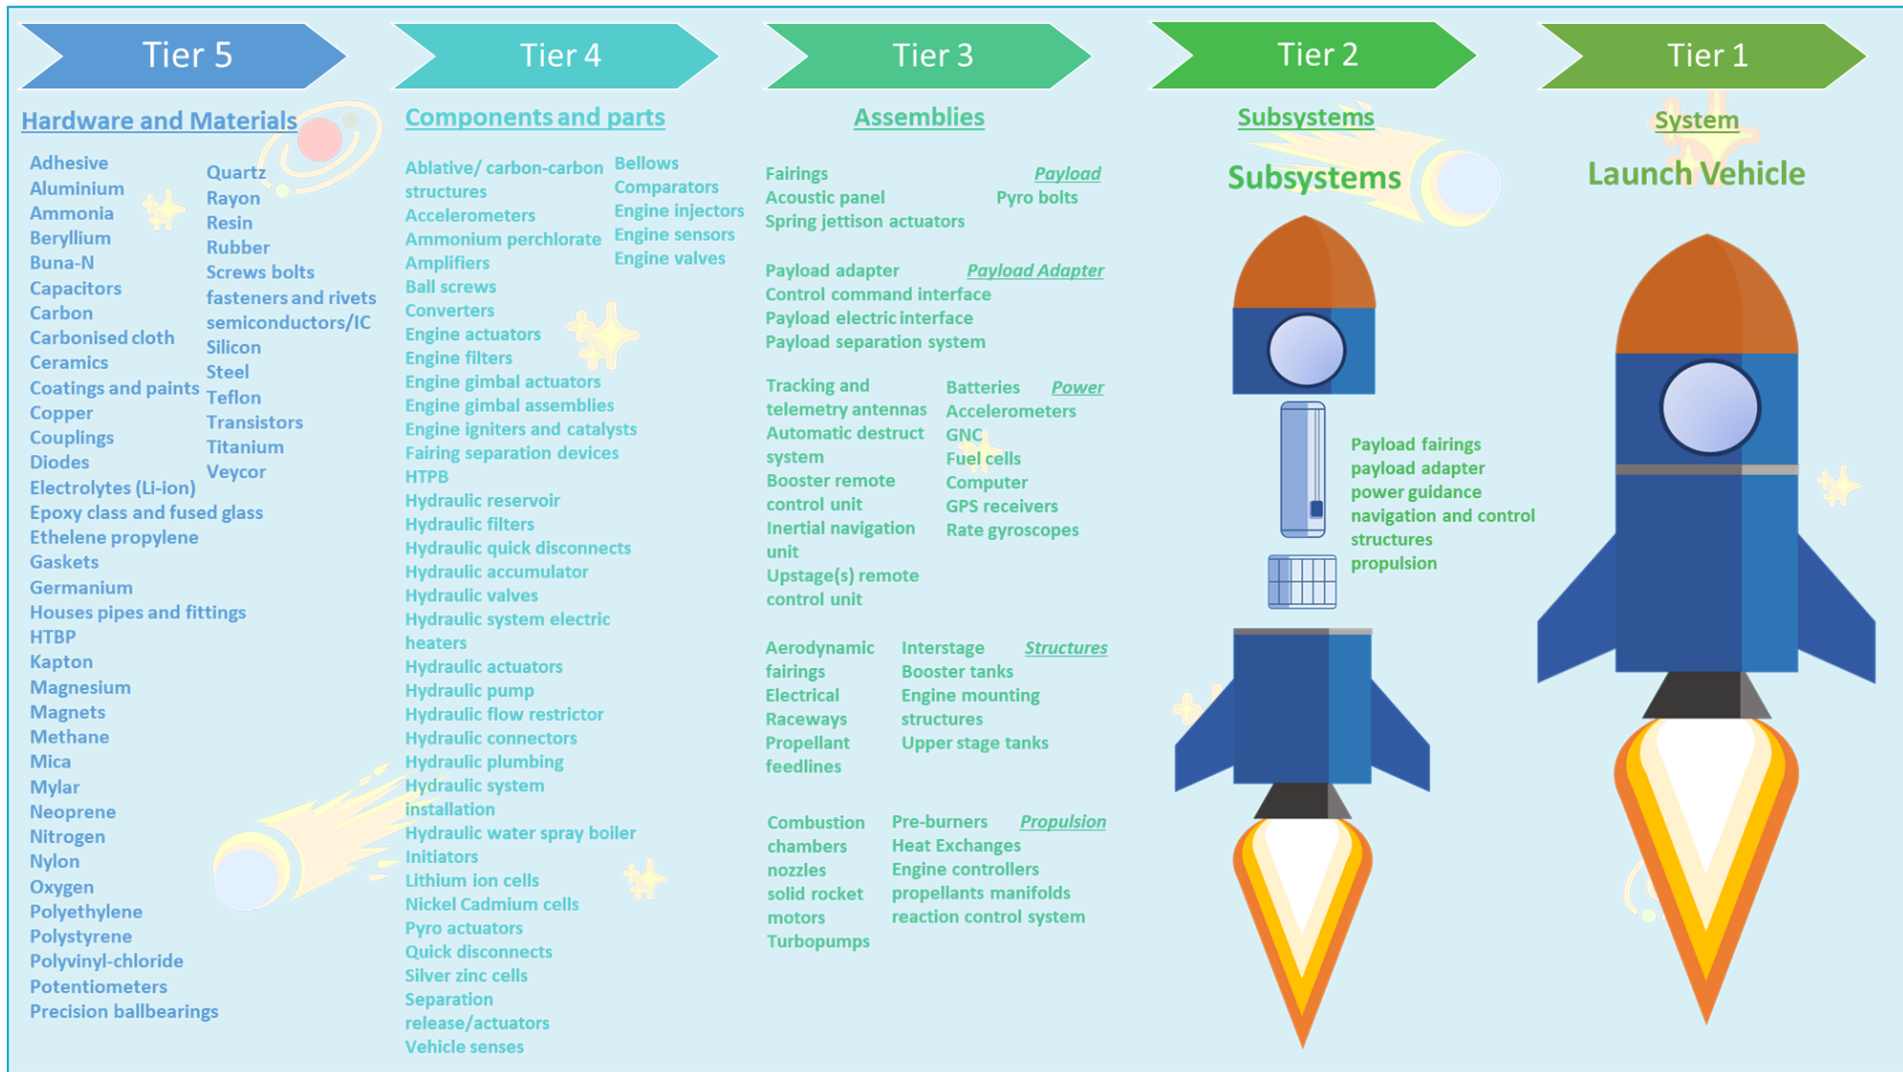 Tier 5
Hardware and Materials
Adhesive
Aluminium
Ammonia
Beryllium
Buna-N
Capacitors
Carbon
Carbonised cloth
Ceramics
Coatings and paints
Copper
Couplings
Diodes
Electrolytes (Li-ion)
Epoxy class and fused glass
Ethelene propylene
Gaskets
Germanium
Houses pipes and fittings
HTBP
Kapton
Magnesium
Magnets
Methane
Mica
Mylar
Neoprene
Nitrogen
Nylon
Oxygen
Polyethylene
Polystyrene
Polyvinyl-chloride
Potentiometers
Precision ballbearings
Quartz
Rayon
Resin
Rubber
Screws bolts
fasteners and rivets
semiconductors/IC
Silicon
Steel
Teflon
Transistors
Titanium
Veycor
Tier 4
Components and parts
Ablative/ carbon-carbon
structures
Accelerometers
Ammonium perchlorate
Amplifiers
Ball screws
Converters
Engine actuators
Engine filters
Engine gimbal actuators
Engine gimbal assemblies
Engine igniters and catalysts
Fairing separation devices
HTPB
Hydraulic reservoir
Hydraulic filters
Hydraulic quick disconnects
Hydraulic accumulator
Hydraulic valves
Hydraulic system electric
heaters
Hydraulic actuators
Hydraulic pump
Hydraulic flow restrictor
Hydraulic connectors
Hydraulic plumbing
Hydraulic system
installation
Hydraulic water spray boiler
Initiators
Lithium ion cells
Nickel Cadmium cells
Pyro actuators
Quick disconnects
Silver zinc cells
Separation
release/actuators
Vehicle senses
Bellows
Comparators
Engine injectors
Engine sensors
Engine valves
Tier 3
Assemblies
Payload
Fairings
Acoustic panel
Spring jettison actuators
Pyro bolts
Payload Adapter
Payload adapter
Control command interface
Payload electric interface
Payload separation system
Power
Tracking and
telemetry antennas
Automatic destruct
system
Booster remote
control unit
Inertial navigation
unit
Upstage(s) remote
control unit
Batteries
Accelerometers
GNC
Fuel cells
Computer
GPS receivers
Rate gyroscopes
Structures
Aerodynamic
fairings
Electrical
Raceways
Propellant
feedlines
Interstage
Booster tanks
Engine mounting
structures
Upper stage tanks
Propulsion
Combustion
chambers
nozzles
solid rocket
motors
Turbopumps
Pre-burners
Heat Exchanges
Engine controllers
propellants manifolds
reaction control system
Tier 2
Subsystems
Subsystems
Payload fairings
payload adapter
power guidance
navigation and control
structures
propulsion
Tier 1
System
Launch Vehicle